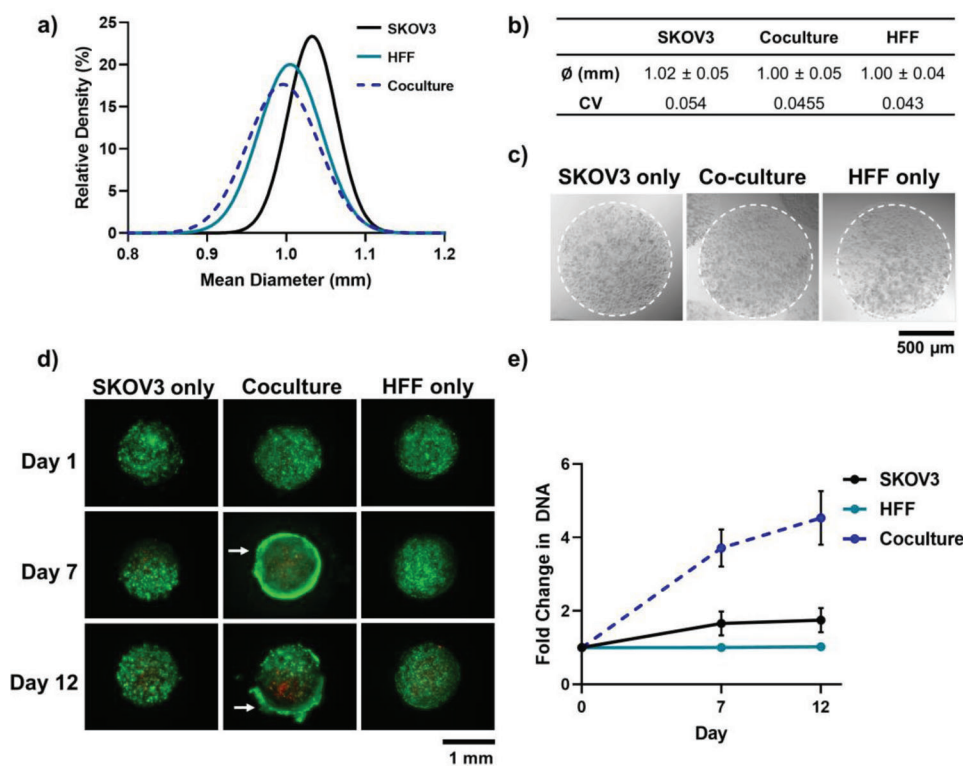 a)
25
20
15
10
5
0
Relative Density (%)
0.8 0.9 1.0 1.1 1.2
Mean Diameter (mm)
SKOV3
HFF
Coculture
b)
SKOV3 Coculture HFF
Ø (mm) 1.02 ± 0.05 1.00 ± 0.05 1.00 ± 0.04
CV 0.054 0.0455 0.043
c)
SKOV3 only Co-culture HFF only
500 µm
d)
SKOV3 only Coculture HFF only
Day 1
Day 7
Day 12
1 mm
e)
6
4
2
0
Fold Change in DNA
0 7 12
Day
SKOV3
HFF
Coculture